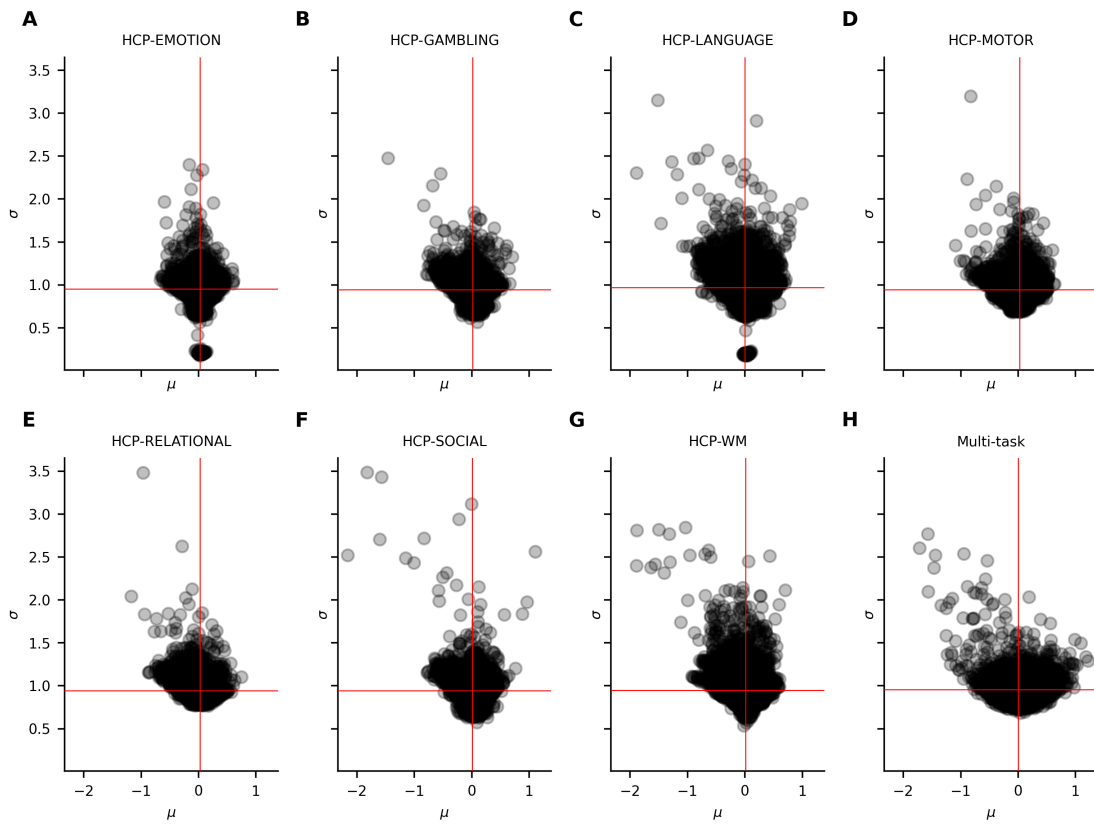 A B C D
HCP-EMOTION HCP-GAMBLING HCP-LANGUAGE HCP-MOTOR
3.5
3.0
2.5
2.0
1.5
1.0
0.5
σ σ σ σ
μ μ μ μ
E F G H
HCP-RELATIONAL HCP-SOCIAL HCP-WM Multi-task
3.5
3.0
2.5
2.0
1.5
1.0
0.5
σ σ σ σ
−2 −1 0 1 −2 −1 0 1 −2 −1 0 1 −2 −1 0 1
μ μ μ μ